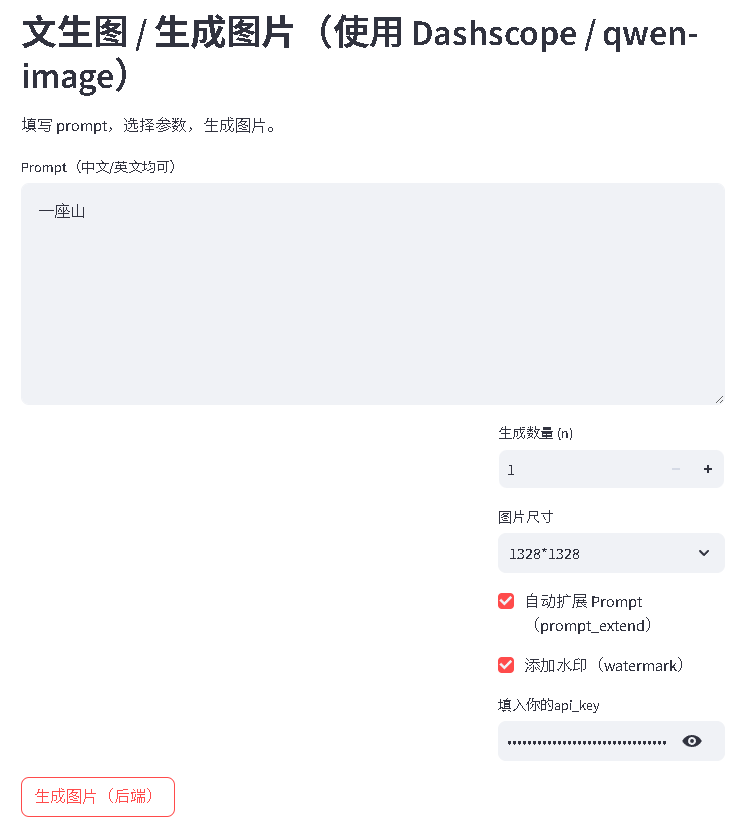 文生图 / 生成图片（使用 Dashscope / qwen-
image）
填写 prompt，选择参数，生成图片。
Prompt（中文/英文均可）
一座山
生成数量 (n)
1
图片尺寸
1328*1328
自动扩展 Prompt
（prompt_extend）
添加水印（watermark）
填入你的api_key
••••••••••••••••••••••••••••••••
生成图片（后端）